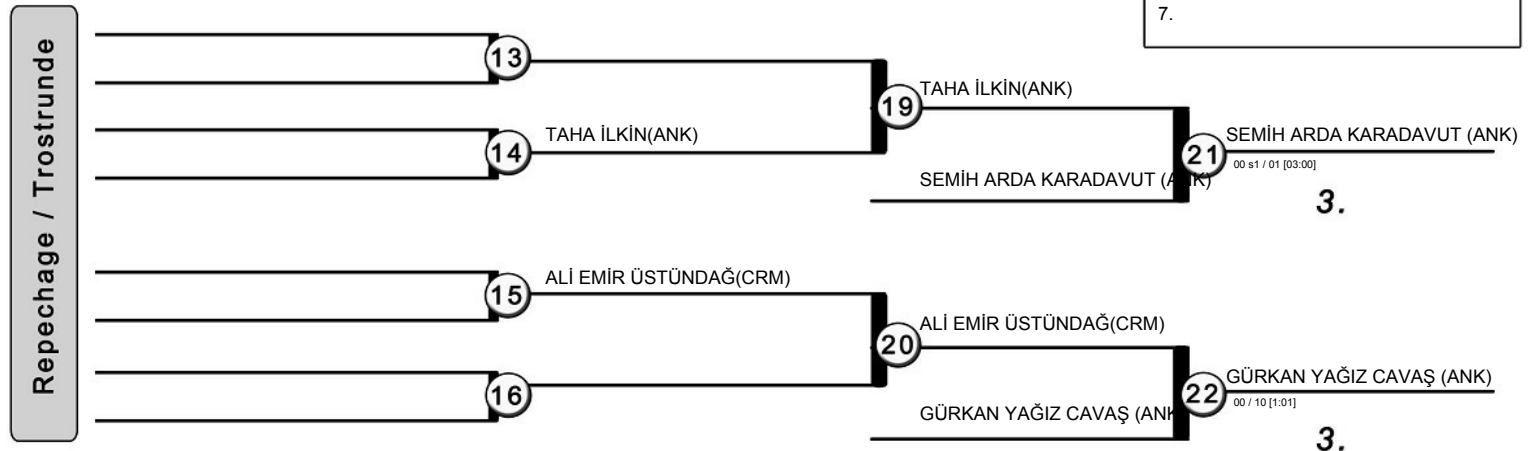 7.
Repechage / Trostrunde
13
TAHA İLKİN(ANK)
19
14
TAHA İLKİN(ANK)
SEMİH ARDA KARADAVUT (ANK)
21
00 s1 / 01 [03:00]
SEMİH ARDA KARADAVUT (ANK)
3.
ALİ EMİR ÜSTÜNDAĞ(CRM)
15
ALİ EMİR ÜSTÜNDAĞ(CRM)
20
GÜRKAN YAĞIZ CAVAŞ (ANK)
16
22
00 / 10 [1:01]
GÜRKAN YAĞIZ CAVAŞ (ANK
3.